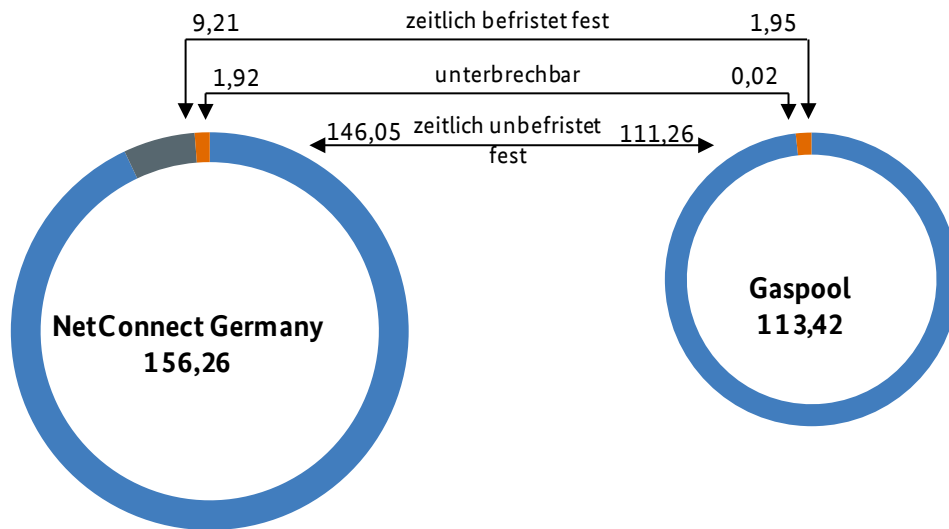 9,21 zeitlich befristet fest 1,95
1,92 unterbrechbar 0,02
146,05 zeitlich unbefristet 111,26
fest
NetConnect Germany
156,26
Gaspool
113,42